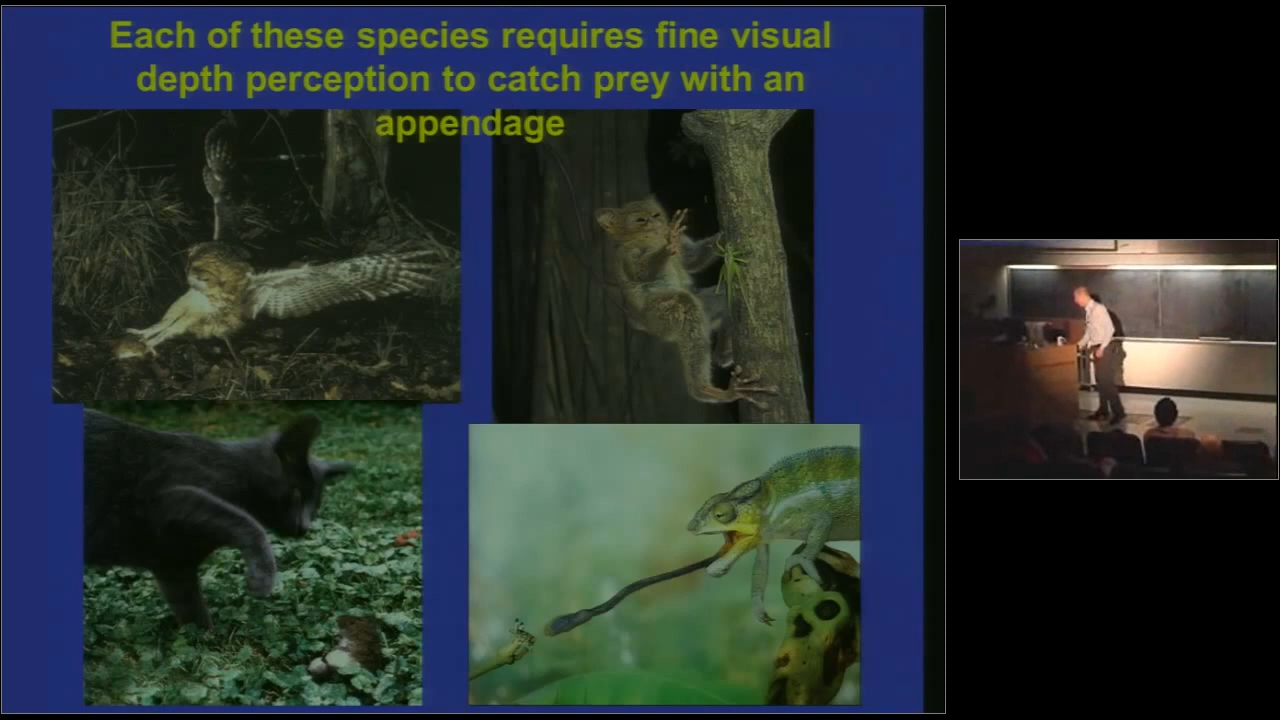 Each of these species requires fine visual
depth perception to catch prey with an
appendage